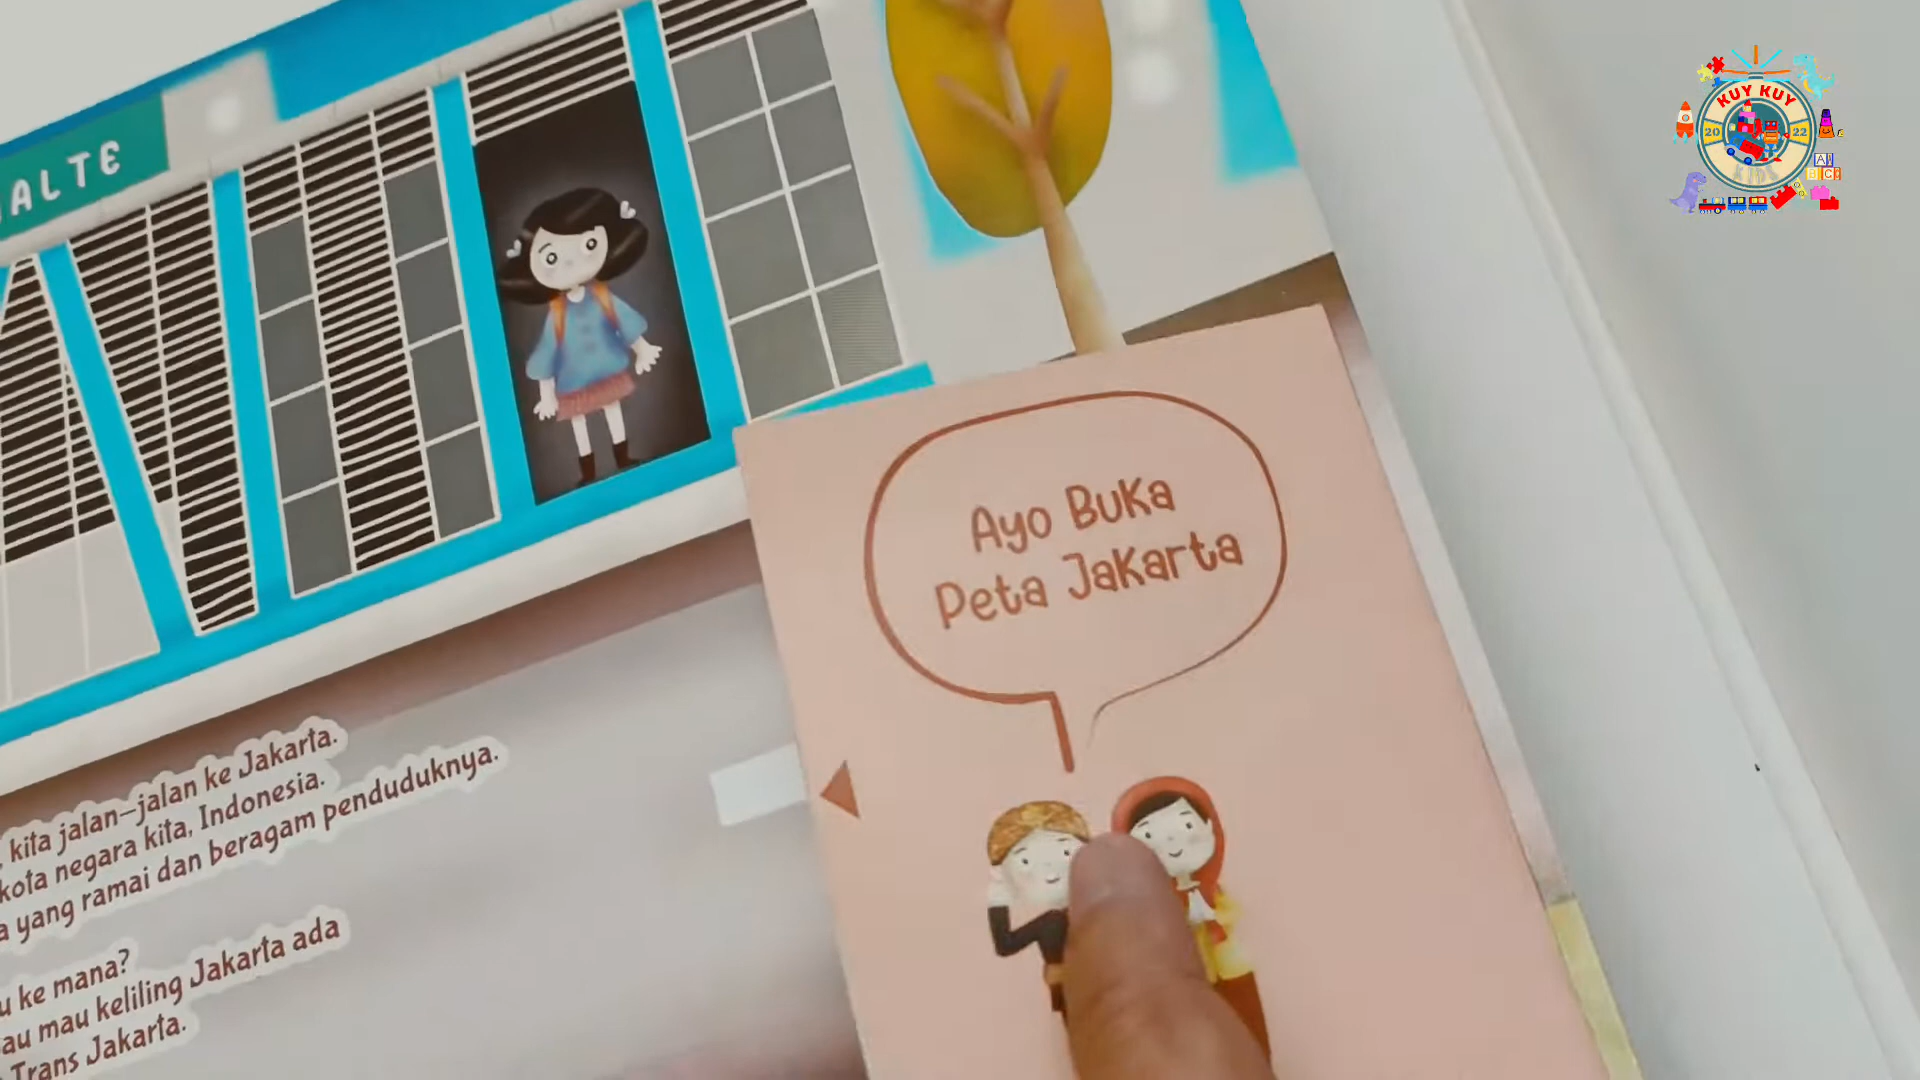 ALTE
Ayo Buka
Peta Jakarta
kita jalan-jalan ke Jakarta.
kota negara kita, Indonesia.
yang ramai dan beragam penduduknya.
ke mana?
mau keliling Jakarta ada
Trans Jakarta.
KUY KUY
20 22
KIDS